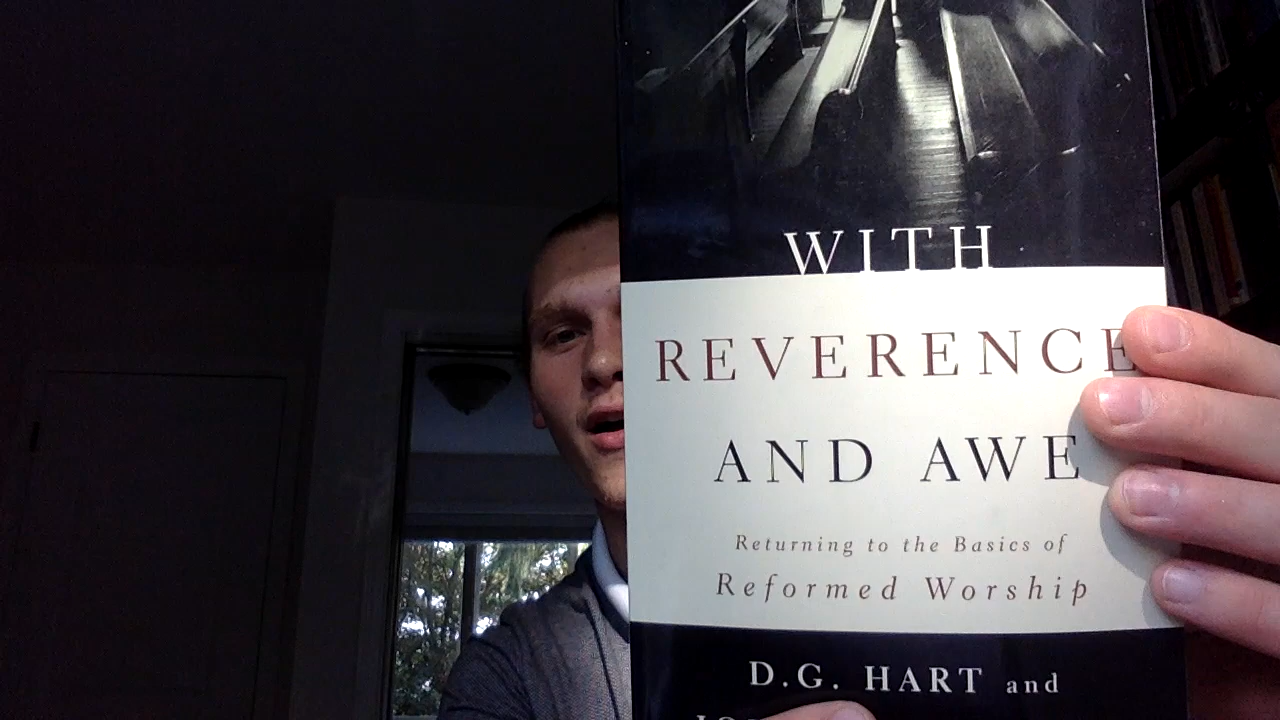 WITH
REVERENCE
AND AWE
Returning to the Basics of
Reformed Worship
D.G. HART and